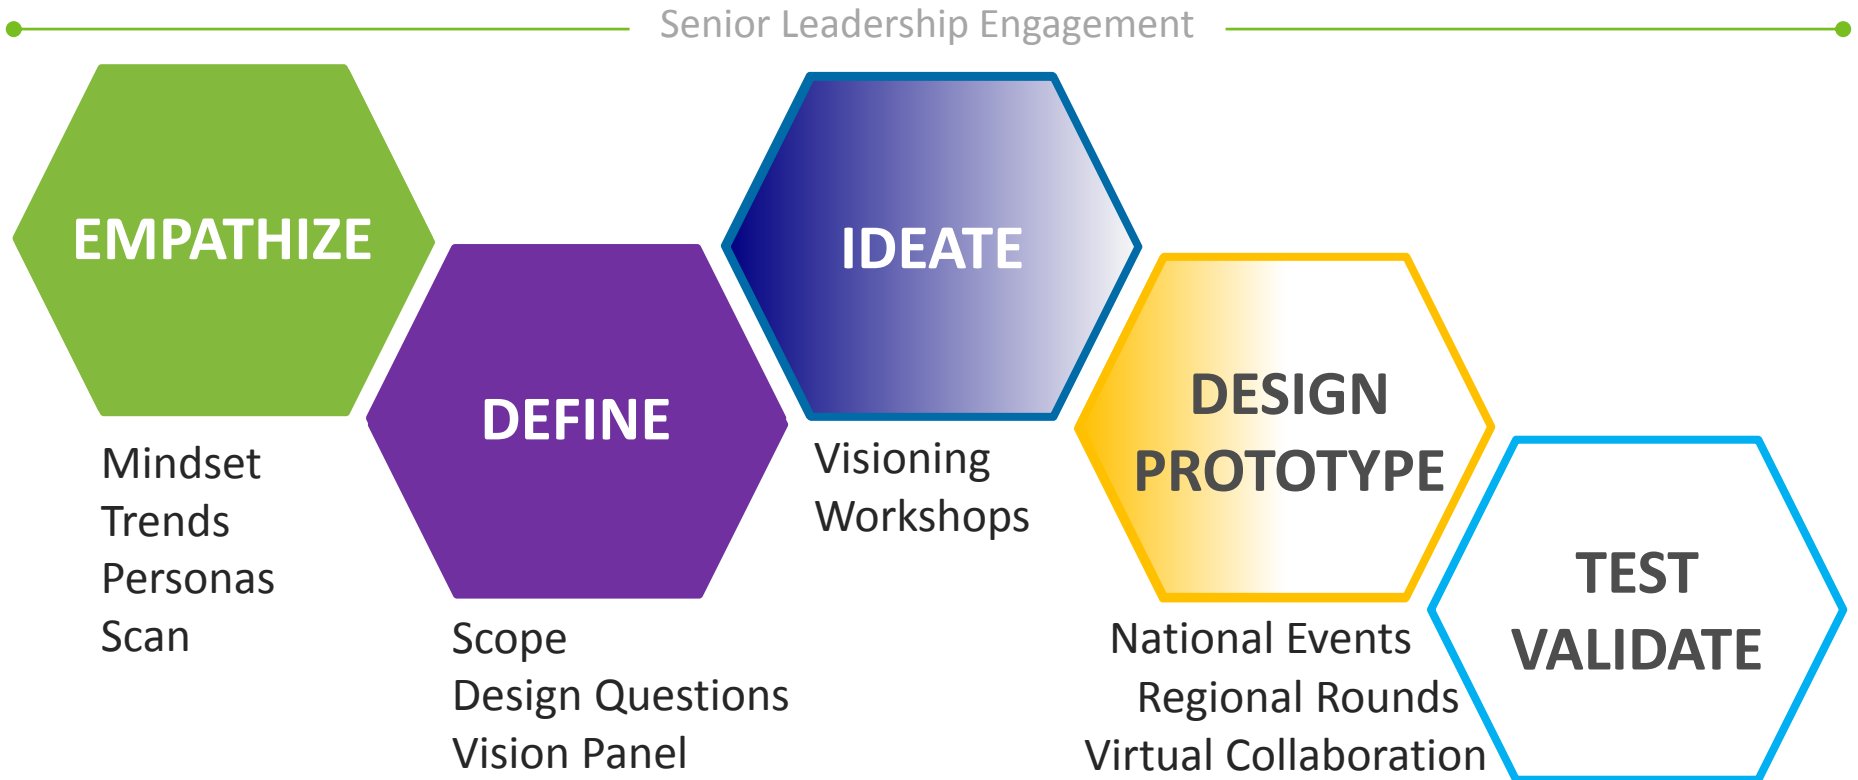 Senior Leadership Engagement
EMPATHIZE
Mindset
Trends
Personas
Scan
DEFINE
Scope
Design Questions
Vision Panel
IDEATE
Visioning
Workshops
DESIGN
PROTOTYPE
National Events
Regional Rounds
Virtual Collaboration
TEST
VALIDATE